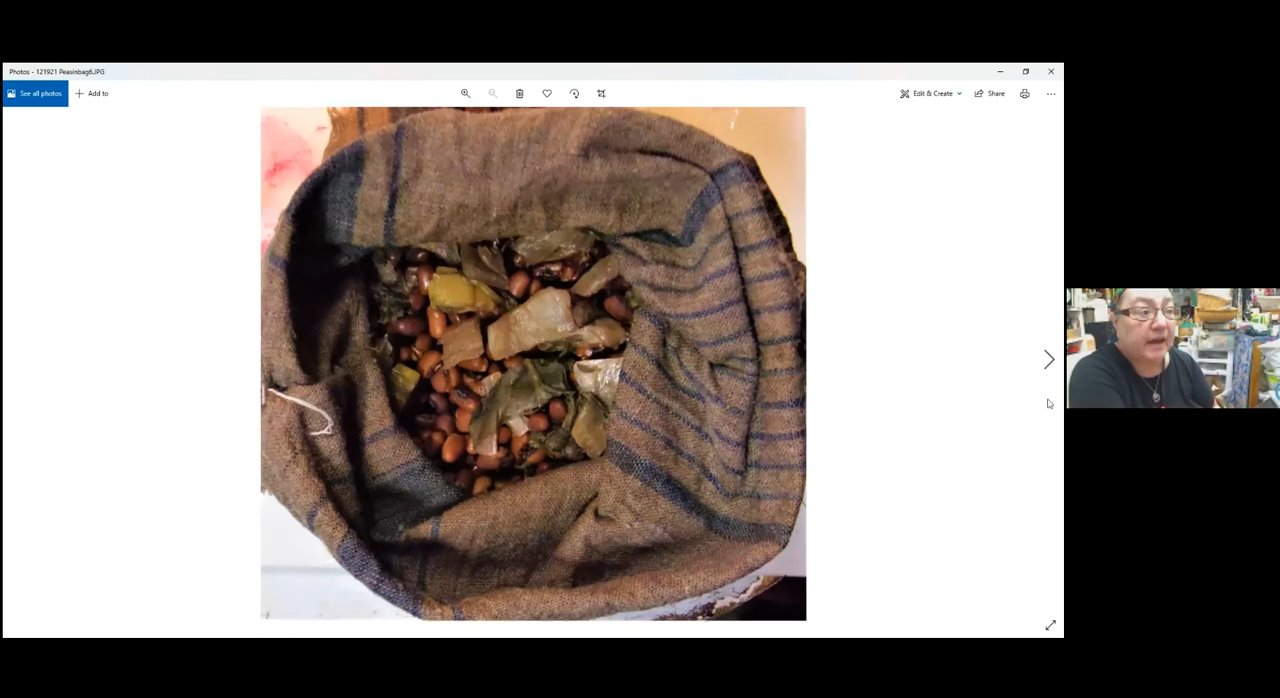 Photos - 121921 Peasinbag6.JPG
See all photos
Add to
Edit & Create
Share